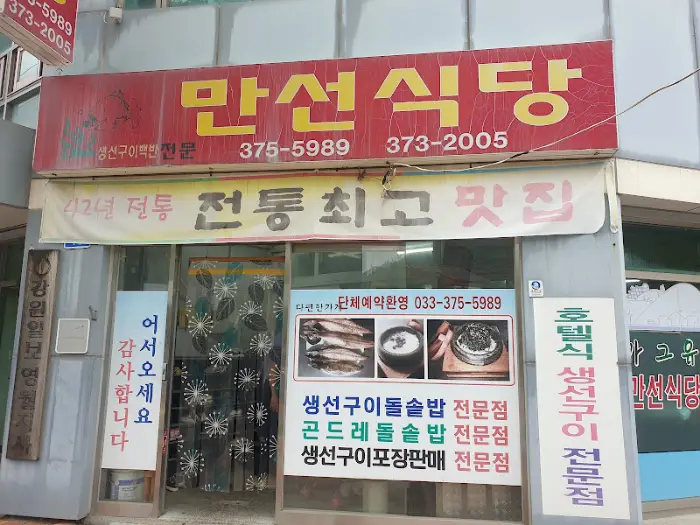 5989
373-2005
만선식당
생선구이백반전문
375-5989 373-2005
42년 전통 전통최고 맛집
강원일보 영월지사
어서오세요
감사합니다
단체예약환영 033-375-5989
생선구이돌솥밥 전문점
곤드레돌솥밥 전문점
생선구이포장판매 전문점
호텔식 생선구이 전문점
만선식당